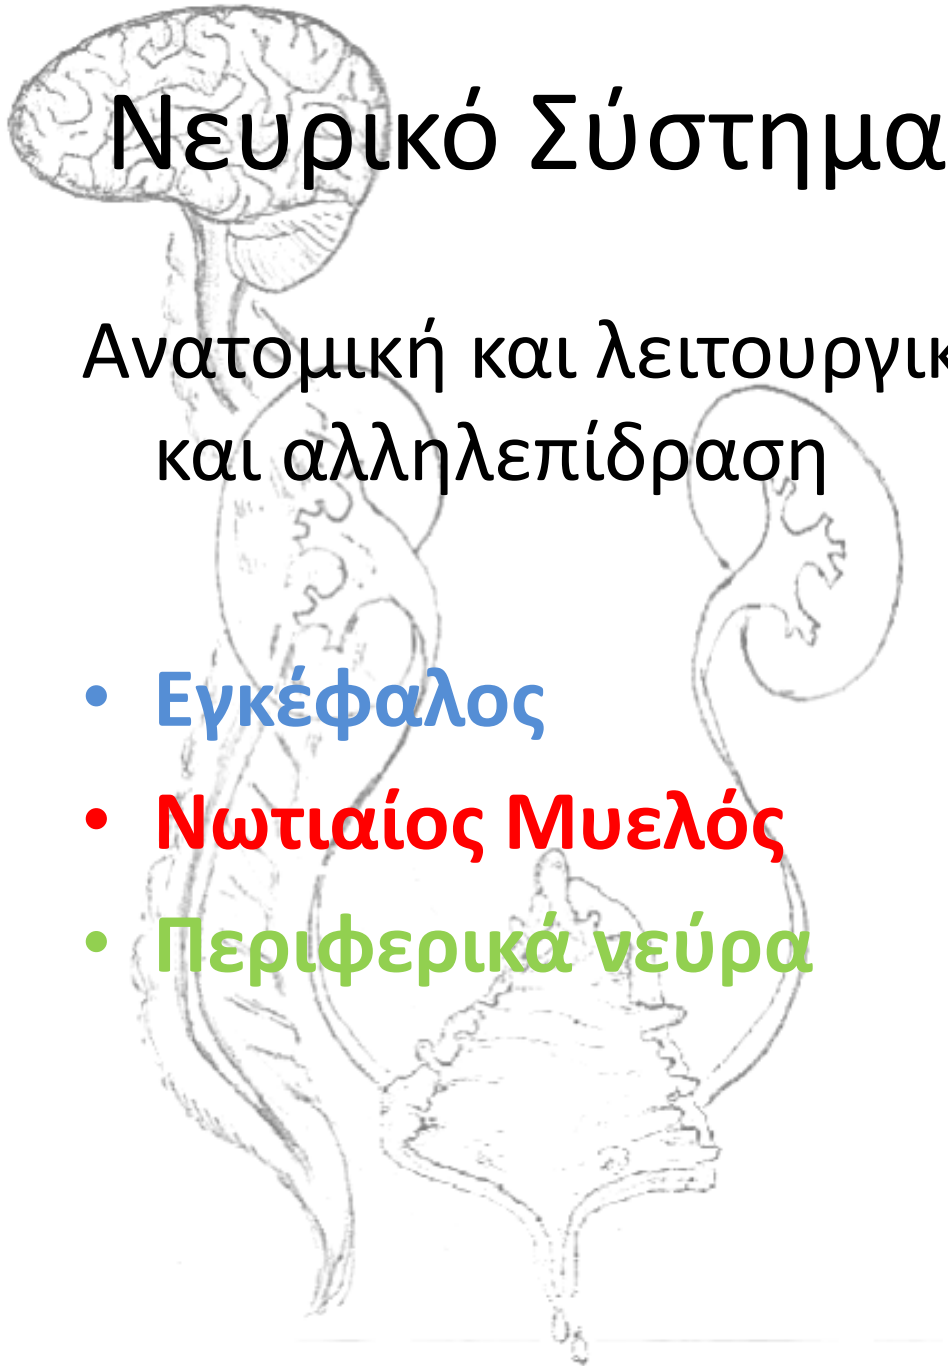 Νευρικό Σύστημα
Ανατομική και λειτουργικ
και αλληλεπίδραση
• Εγκέφαλος
• Νωτιαίος Μυελός
• Περιφερικά νεύρα